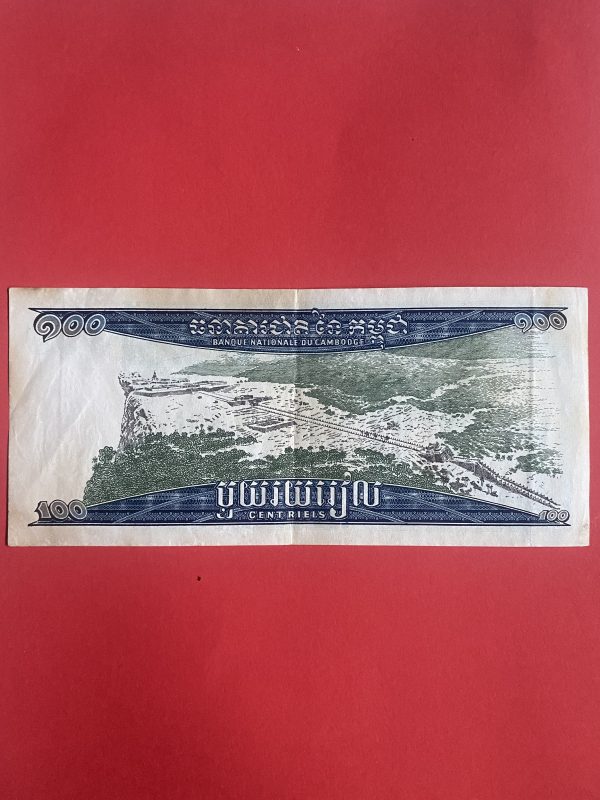 ១០០ ធនាគារជាតិ នៃ កម្ពុជា ១០០
BANQUE NATIONALE DU CAMBODGE
មួយរយរៀល
100 CENT RIELS 100